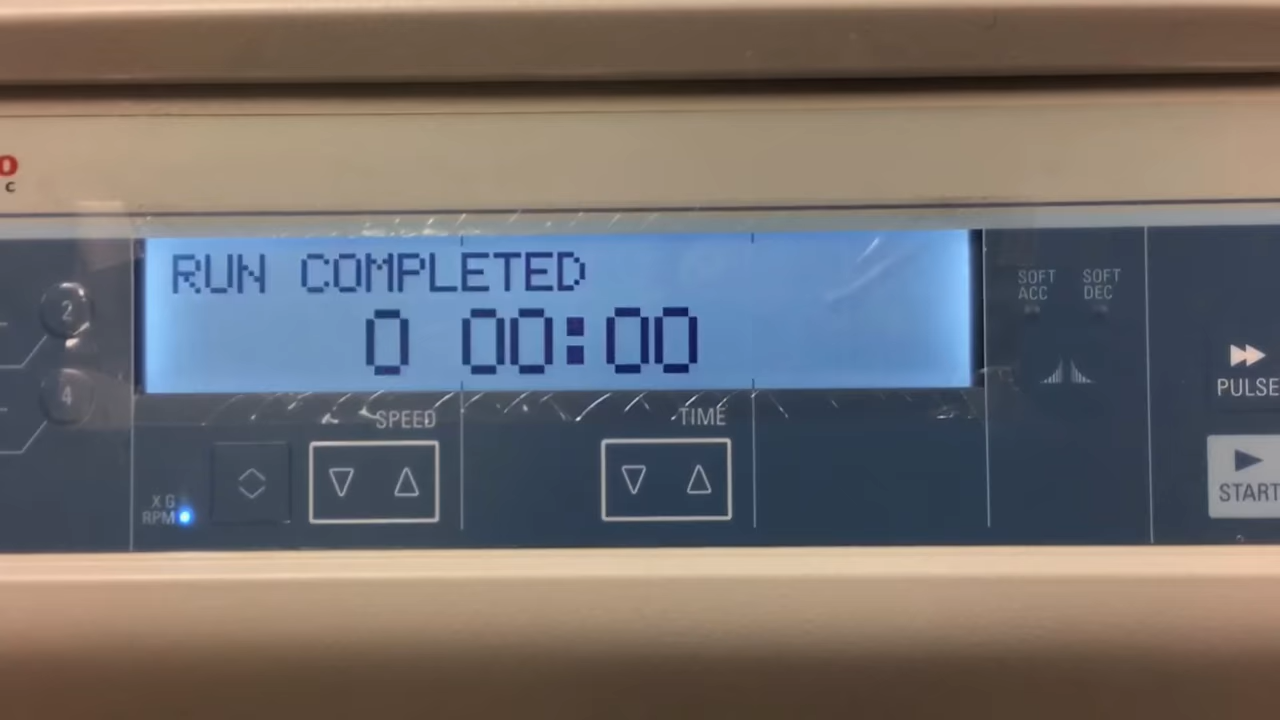 RUN COMPLETED
0 00:00
2
4
SPEED
TIME
X G
RPM
SOFT
ACC
SOFT
DEC
PULSE
START